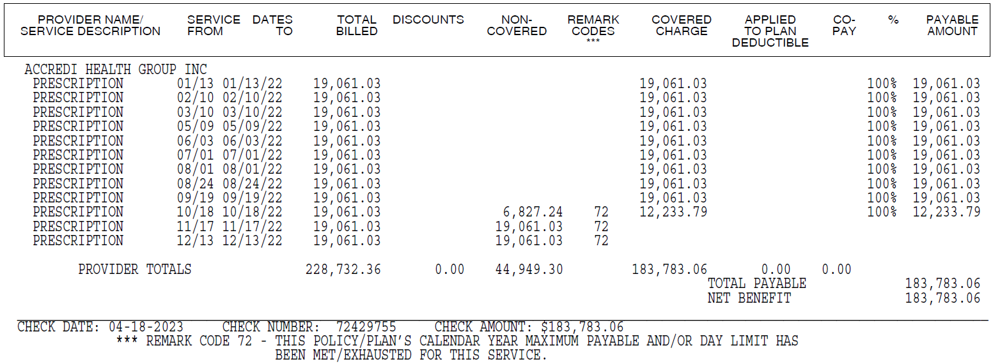 PROVIDER NAME/ SERVICE DATES TOTAL DISCOUNTS NON- REMARK COVERED APPLIED CO- % PAYABLE
SERVICE DESCRIPTION FROM TO BILLED COVERED CODES CHARGE TO PLAN PAY AMOUNT
*** DEDUCTIBLE
ACCREDI HEALTH GROUP INC
PRESCRIPTION 01/13 01/13/22 19,061.03 19,061.03 100% 19,061.03
PRESCRIPTION 02/10 02/10/22 19,061.03 19,061.03 100% 19,061.03
PRESCRIPTION 03/10 03/10/22 19,061.03 19,061.03 100% 19,061.03
PRESCRIPTION 05/09 05/09/22 19,061.03 19,061.03 100% 19,061.03
PRESCRIPTION 06/03 06/03/22 19,061.03 19,061.03 100% 19,061.03
PRESCRIPTION 07/01 07/01/22 19,061.03 19,061.03 100% 19,061.03
PRESCRIPTION 08/01 08/01/22 19,061.03 19,061.03 100% 19,061.03
PRESCRIPTION 08/24 08/24/22 19,061.03 19,061.03 100% 19,061.03
PRESCRIPTION 09/19 09/19/22 19,061.03 19,061.03 100% 19,061.03
PRESCRIPTION 10/18 10/18/22 19,061.03 6,827.24 72 12,233.79 100% 12,233.79
PRESCRIPTION 11/17 11/17/22 19,061.03 19,061.03 72
PRESCRIPTION 12/13 12/13/22 19,061.03 19,061.03 72
PROVIDER TOTALS 228,732.36 0.00 44,949.30 183,783.06 0.00 0.00
TOTAL PAYABLE 183,783.06
NET BENEFIT 183,783.06
CHECK DATE: 04-18-2023 CHECK NUMBER: 72429755 CHECK AMOUNT: $183,783.06
*** REMARK CODE 72 - THIS POLICY/PLAN'S CALENDAR YEAR MAXIMUM PAYABLE AND/OR DAY LIMIT HAS
BEEN MET/EXHAUSTED FOR THIS SERVICE.